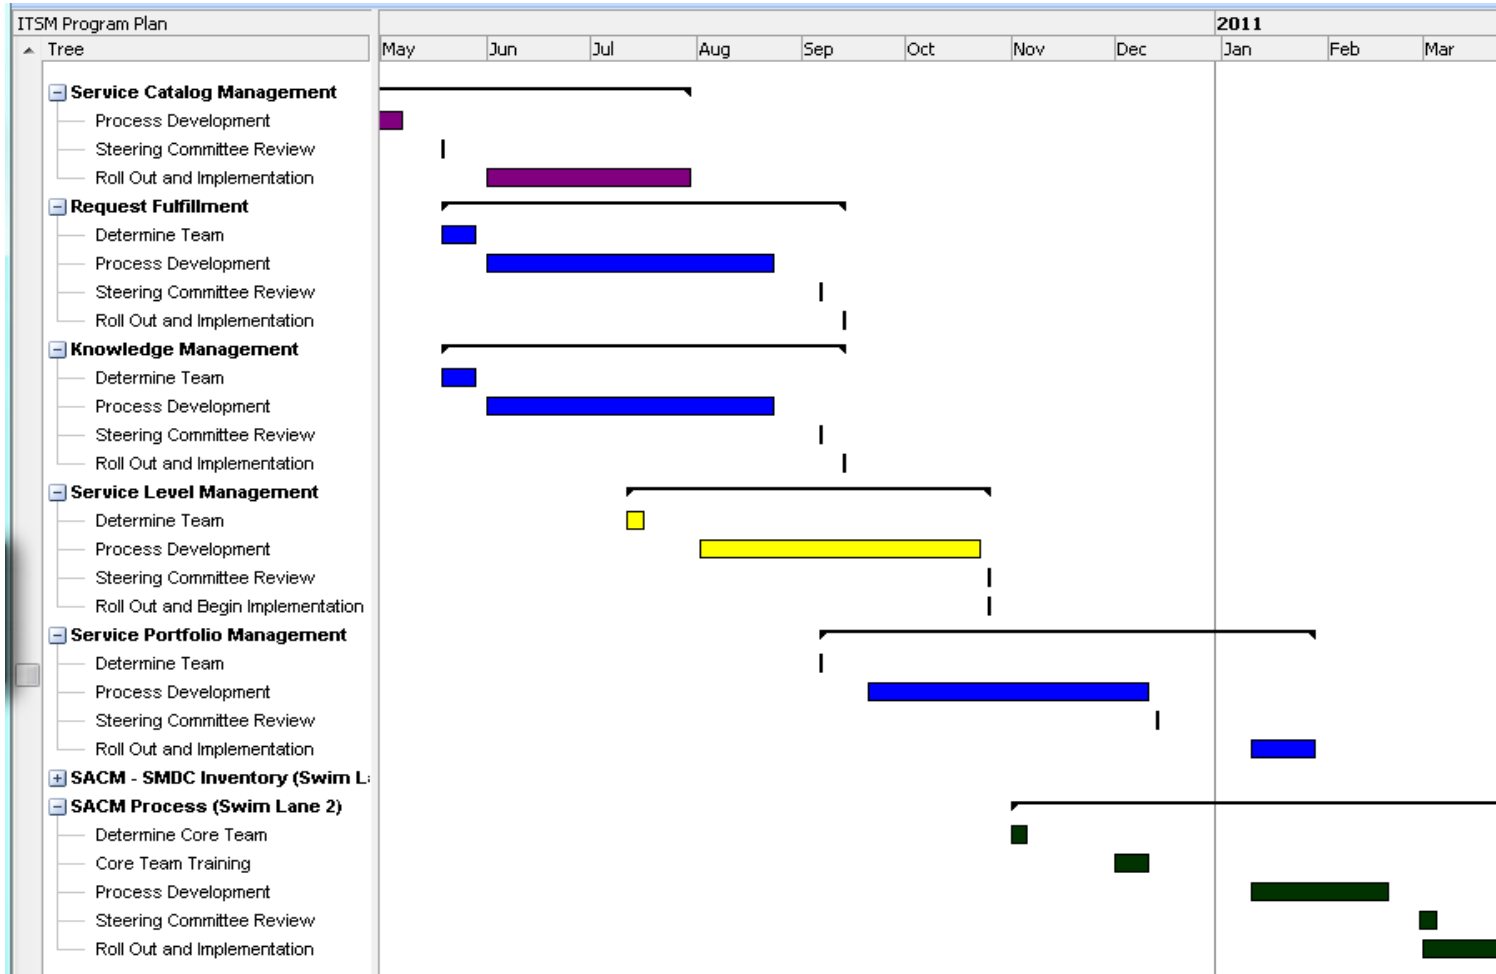 ITSM Program Plan
2011
Tree
May Jun Jul Aug Sep Oct Nov Dec Jan Feb Mar
Service Catalog Management
Process Development
Steering Committee Review
Roll Out and Implementation
Request Fulfillment
Determine Team
Process Development
Steering Committee Review
Roll Out and Implementation
Knowledge Management
Determine Team
Process Development
Steering Committee Review
Roll Out and Implementation
Service Level Management
Determine Team
Process Development
Steering Committee Review
Roll Out and Begin Implementation
Service Portfolio Management
Determine Team
Process Development
Steering Committee Review
Roll Out and Implementation
SACM - SMDC Inventory (Swim
SACM Process (Swim Lane 2)
Determine Core Team
Core Team Training
Process Development
Steering Committee Review
Roll Out and Implementation